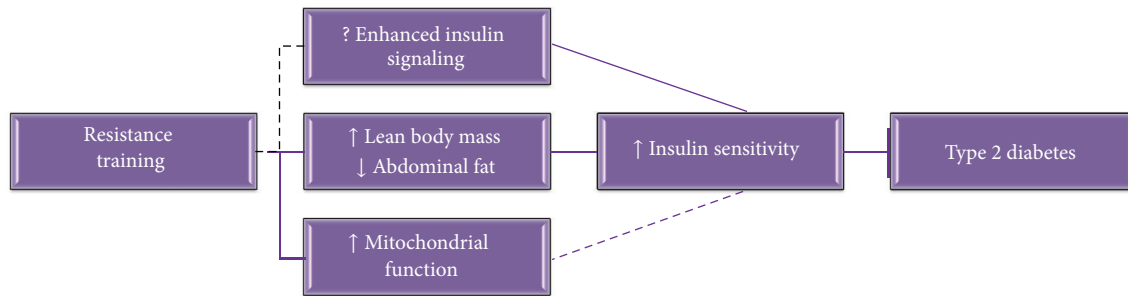 ? Enhanced insulin
signaling
Resistance
training
↑ Lean body mass
↓ Abdominal fat
↑ Insulin sensitivity
Type 2 diabetes
↑ Mitochondrial
function